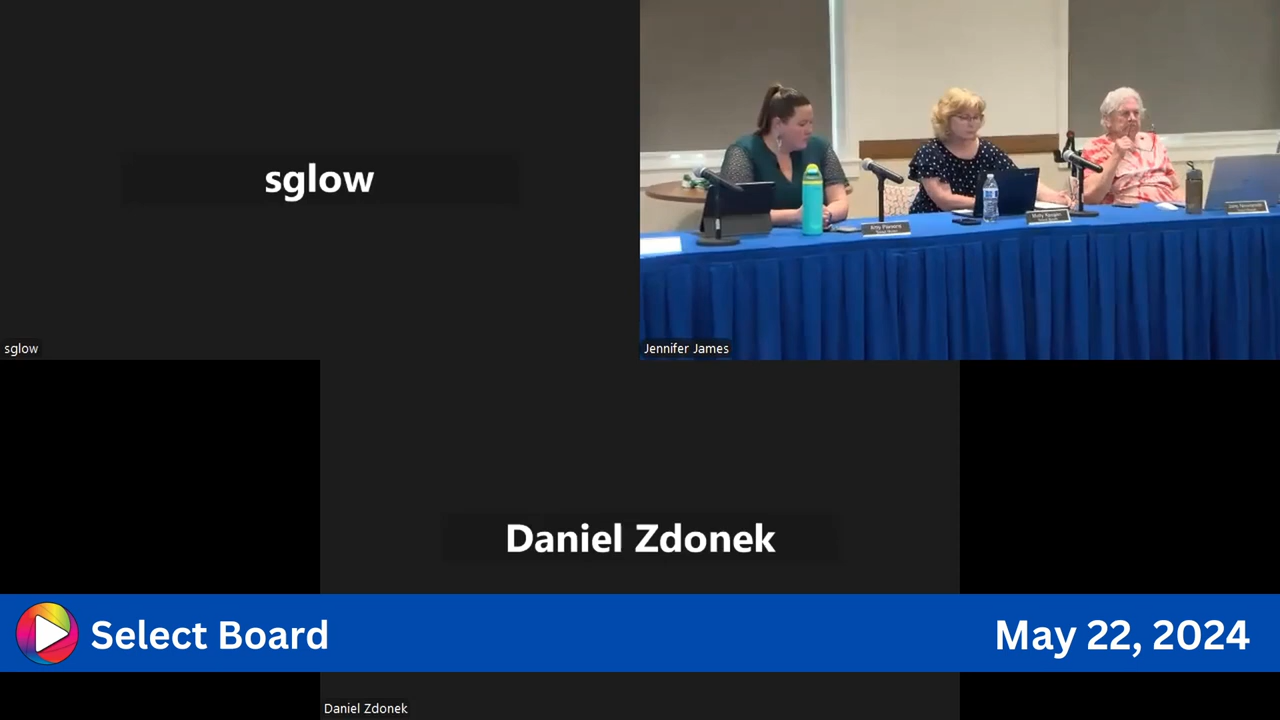 sglow
sglow
Jennifer James
Daniel Zdonek
Select Board
May 22, 2024
Daniel Zdonek